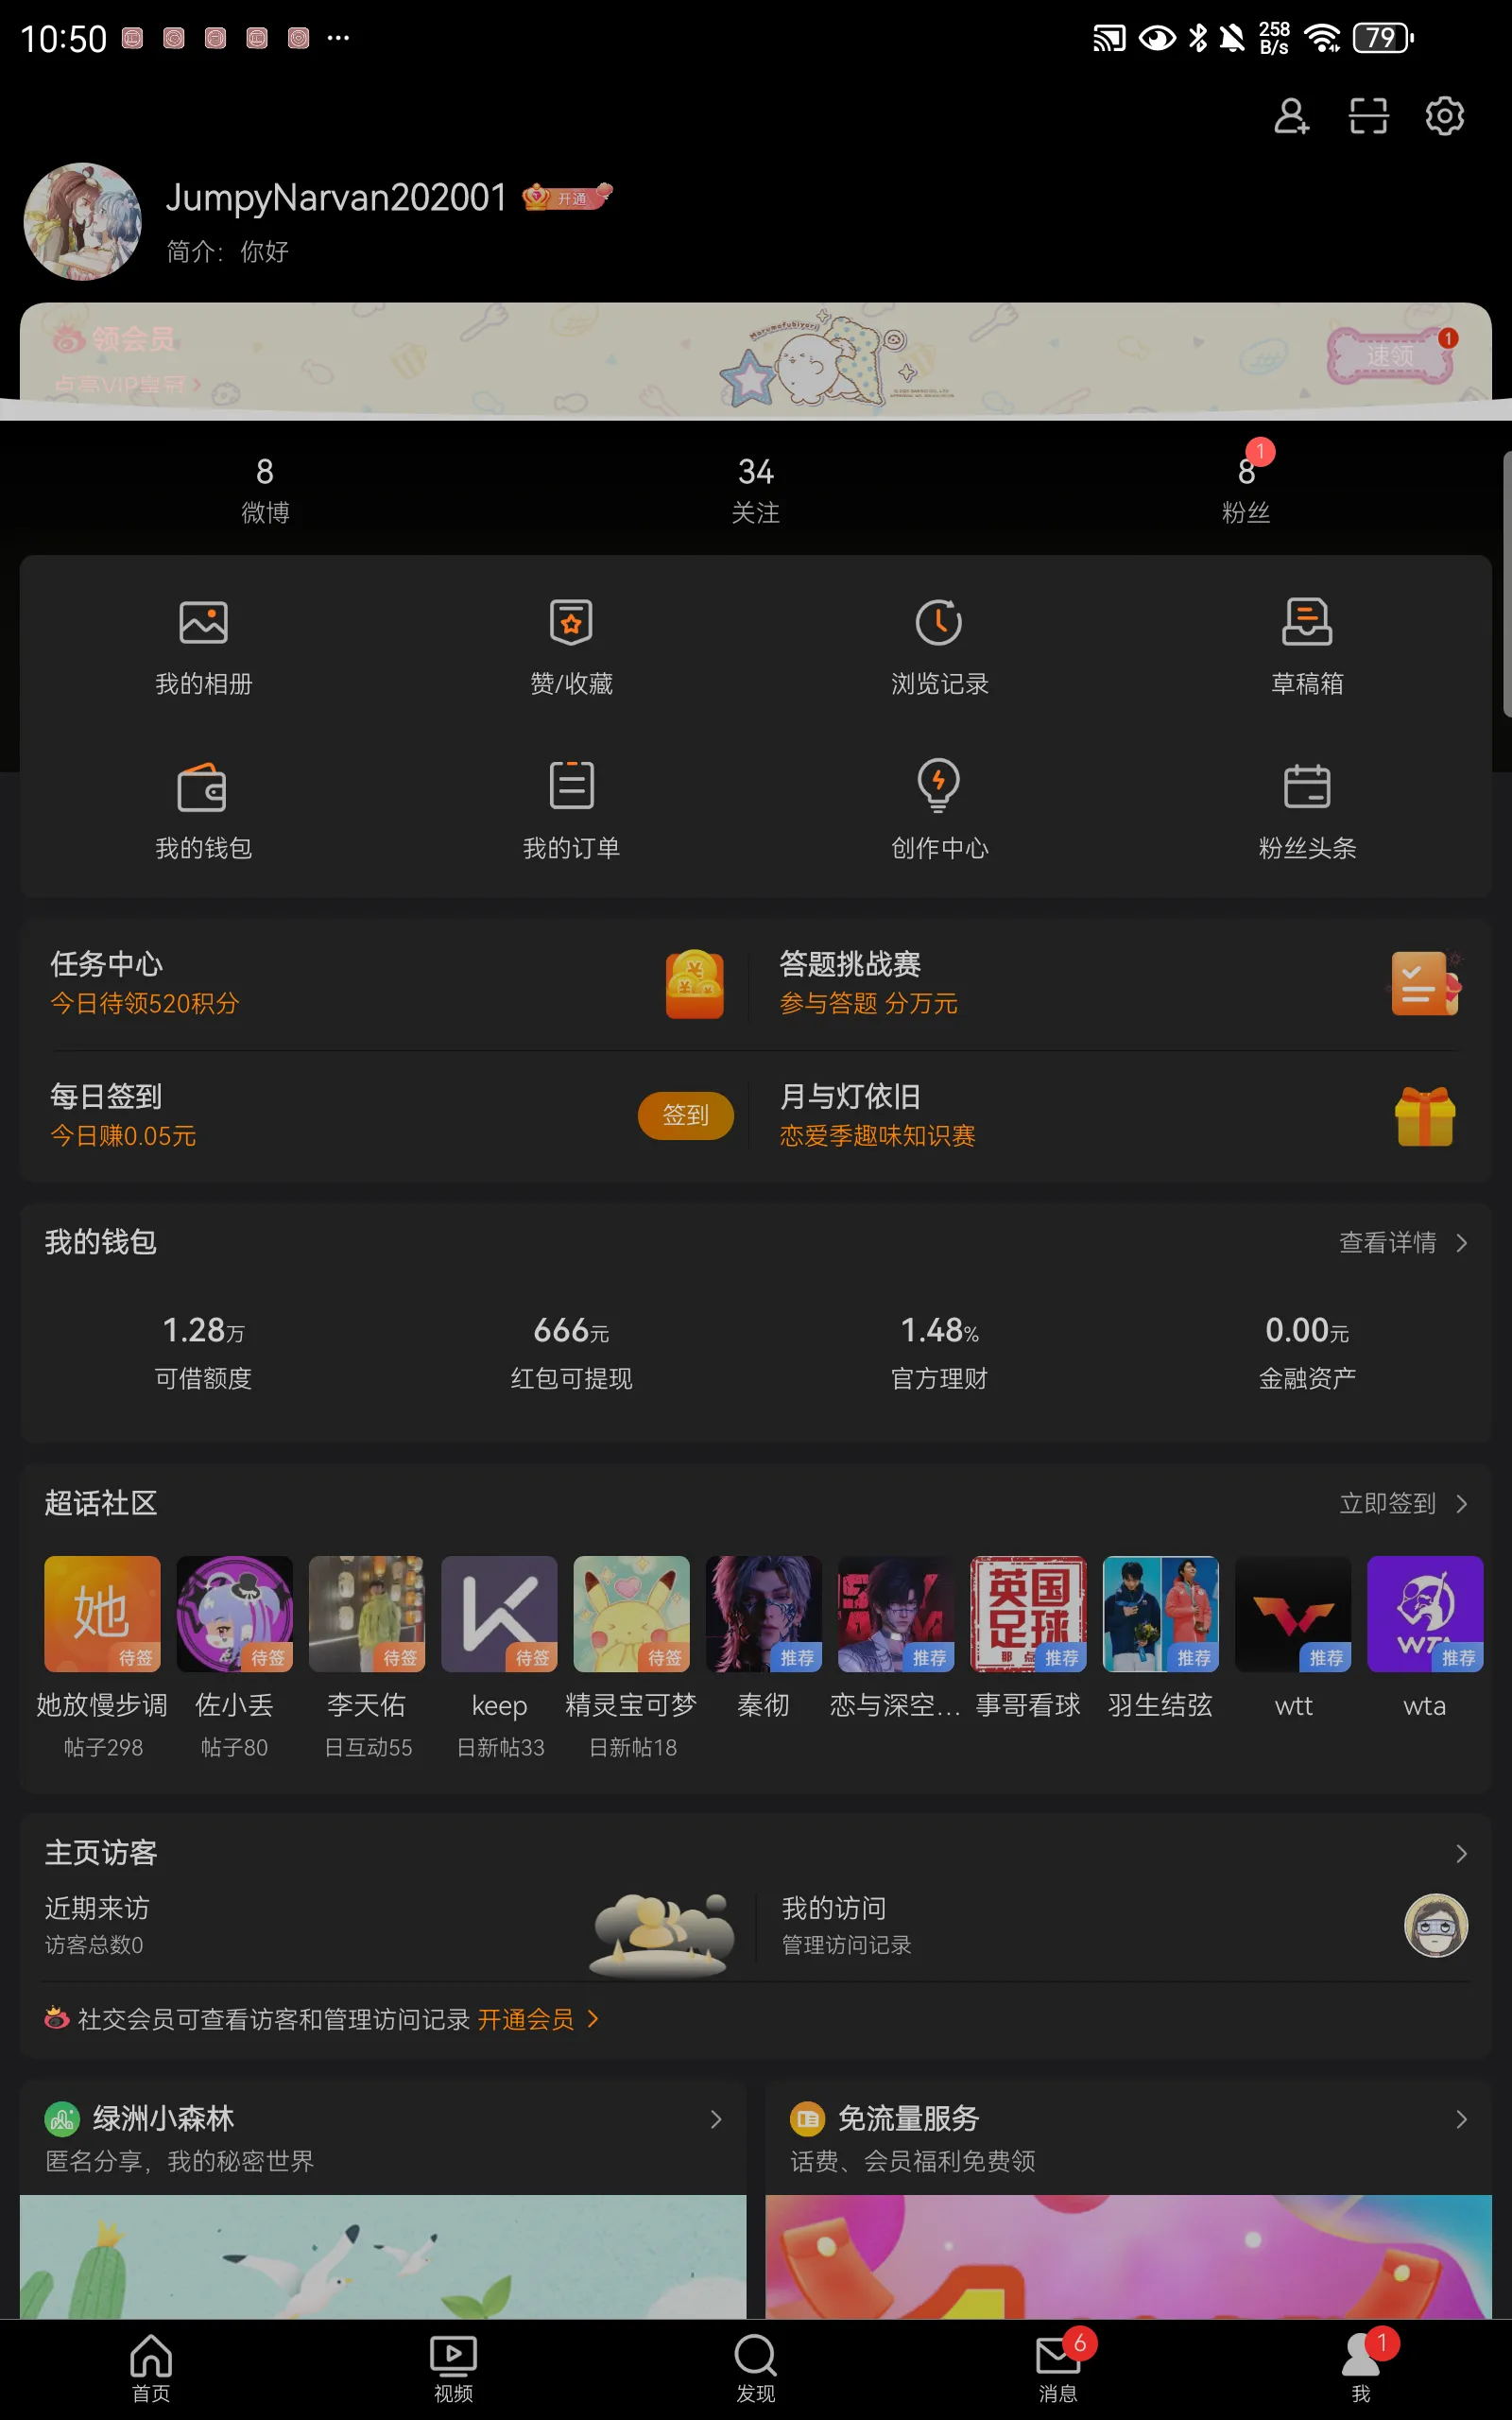 10:50
258
B/s
79
JumpyNarvan202001
开通
简介：你好
领会员
点亮VIP皇冠
速领
1
8
34
8
1
微博
关注
粉丝
我的相册
赞/收藏
浏览记录
草稿箱
我的钱包
我的订单
创作中心
粉丝头条
任务中心
今日待领520积分
答题挑战赛
参与答题 分万元
每日签到
今日赚0.05元
签到
月与灯依旧
恋爱季趣味知识赛
我的钱包
查看详情
1.28万
666元
1.48%
0.00元
可借额度
红包可提现
官方理财
金融资产
超话社区
立即签到
她
待签
待签
待签
待签
待签
推荐
推荐
英国
足球
推荐
推荐
推荐
WTA
推荐
她放慢步调
佐小丢
李天佑
keep
精灵宝可梦
秦彻
恋与深空…
事哥看球
羽生结弦
wtt
wta
帖子298
帖子80
日互动55
日新帖33
日新帖18
主页访客
近期来访
访客总数0
我的访问
管理访问记录
社交会员可查看访客和管理访问记录 开通会员
绿洲小森林
匿名分享，我的秘密世界
免流量服务
话费、会员福利免费领
首页
视频
发现
消息
6
我
1